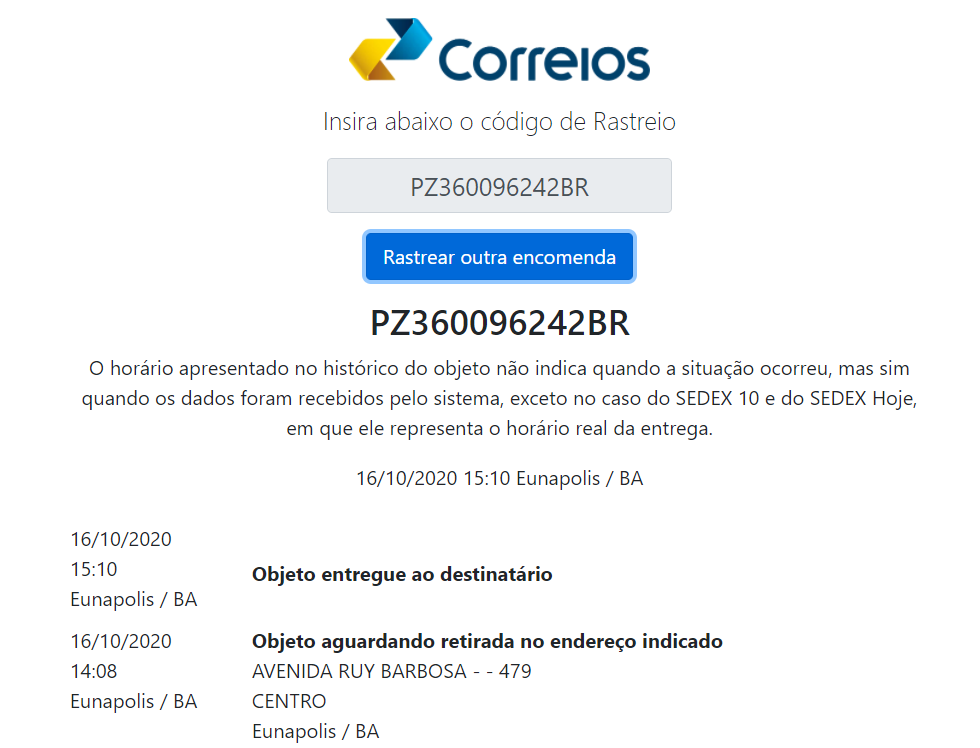 Correios
Insira abaixo o código de Rastreio
PZ360096242BR
Rastrear outra encomenda
PZ360096242BR
O horário apresentado no histórico do objeto não indica quando a situação ocorreu, mas sim
quando os dados foram recebidos pelo sistema, exceto no caso do SEDEX 10 e do SEDEX Hoje,
em que ele representa o horário real da entrega.
16/10/2020 15:10 Eunapolis / BA
16/10/2020
15:10
Eunapolis / BA
Objeto entregue ao destinatário
16/10/2020
14:08
Eunapolis / BA
Objeto aguardando retirada no endereço indicado
AVENIDA RUY BARBOSA - - 479
CENTRO
Eunapolis / BA